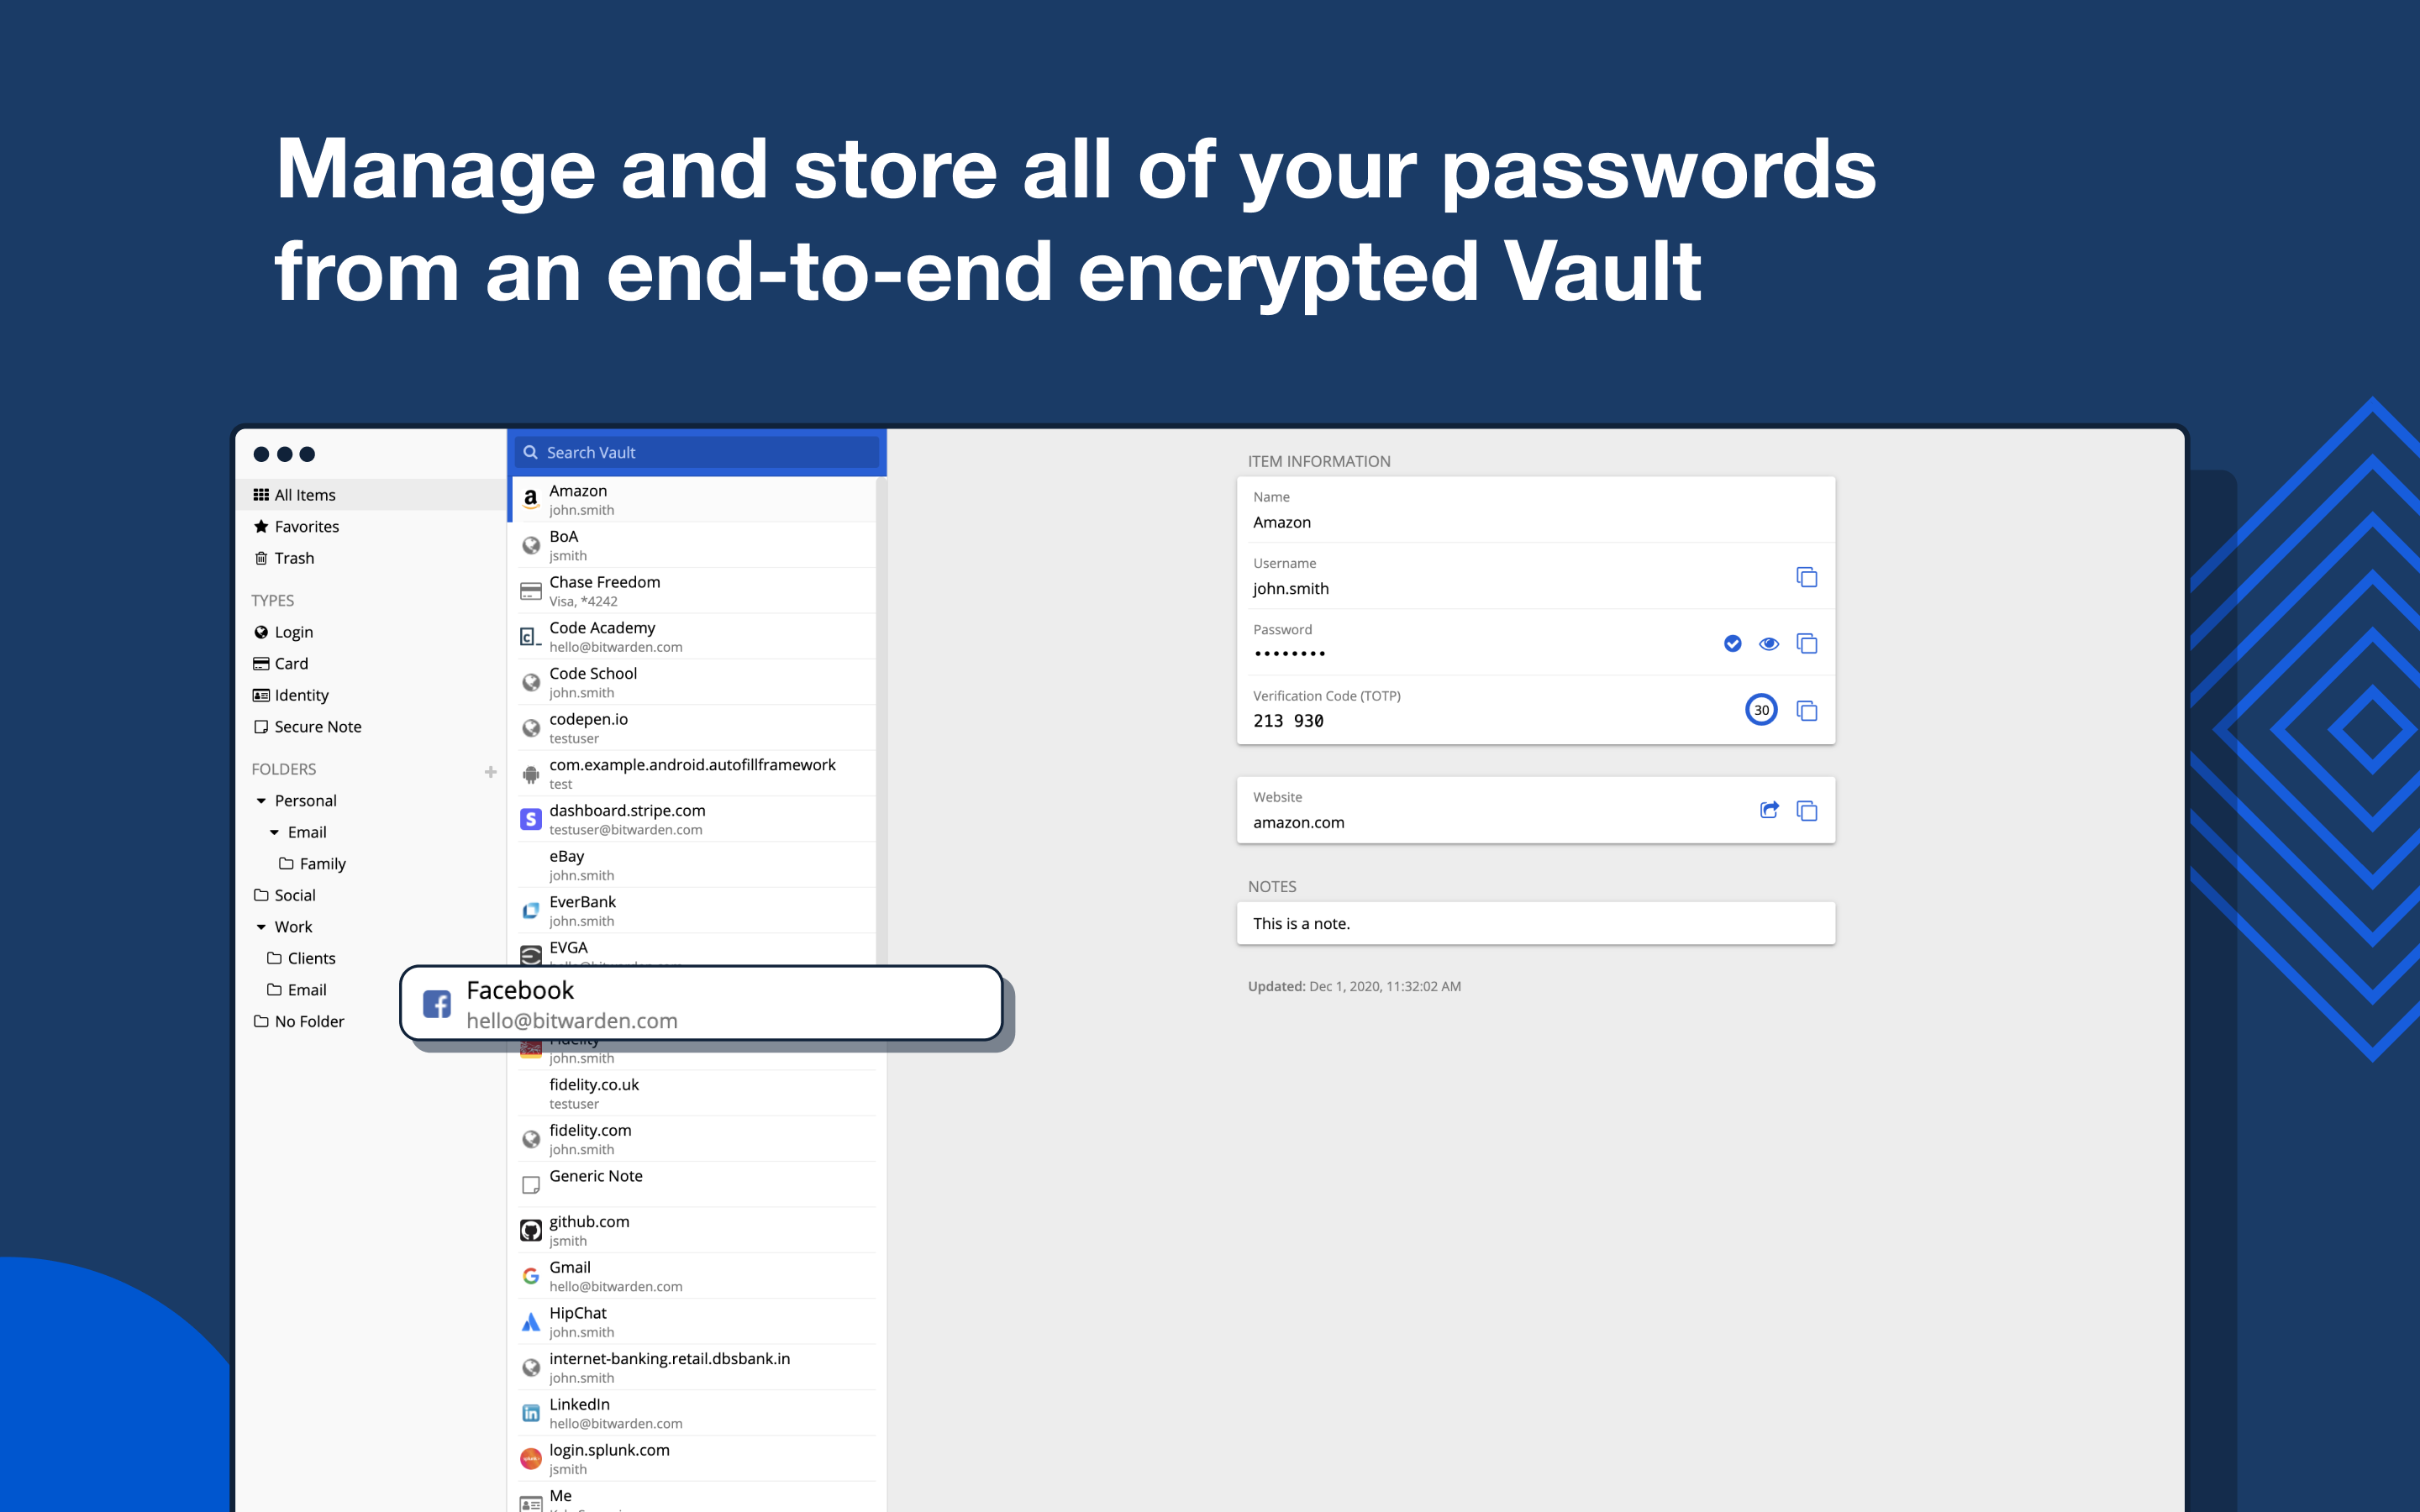 Manage and store all of your passwords
from an end-to-end encrypted Vault
All Items
Favorites
Trash
TYPES
Login
Card
Identity
Secure Note
FOLDERS
Personal
Email
Family
Social
Work
Clients
Email
No Folder
Search Vault
Amazon
john.smith
BoA
jsmith
Chase Freedom
Visa, *4242
Code Academy
hello@bitwarden.com
Code School
john.smith
codepen.io
testuser
com.example.android.autofillframework
test
dashboard.stripe.com
testuser@bitwarden.com
eBay
john.smith
EverBank
john.smith
EVGA
hello@bitwarden.com
Facebook
hello@bitwarden.com
Fidelity
john.smith
fidelity.co.uk
testuser
fidelity.com
john.smith
Generic Note
github.com
jsmith
Gmail
hello@bitwarden.com
HipChat
john.smith
internet-banking.retail.dbsbank.in
john.smith
LinkedIn
hello@bitwarden.com
login.splunk.com
jsmith
Me
ITEM INFORMATION
Name
Amazon
Username
john.smith
Password
••••••••
Verification Code (TOTP)
213 930
30
Website
amazon.com
NOTES
This is a note.
Updated: Dec 1, 2020, 11:32:02 AM